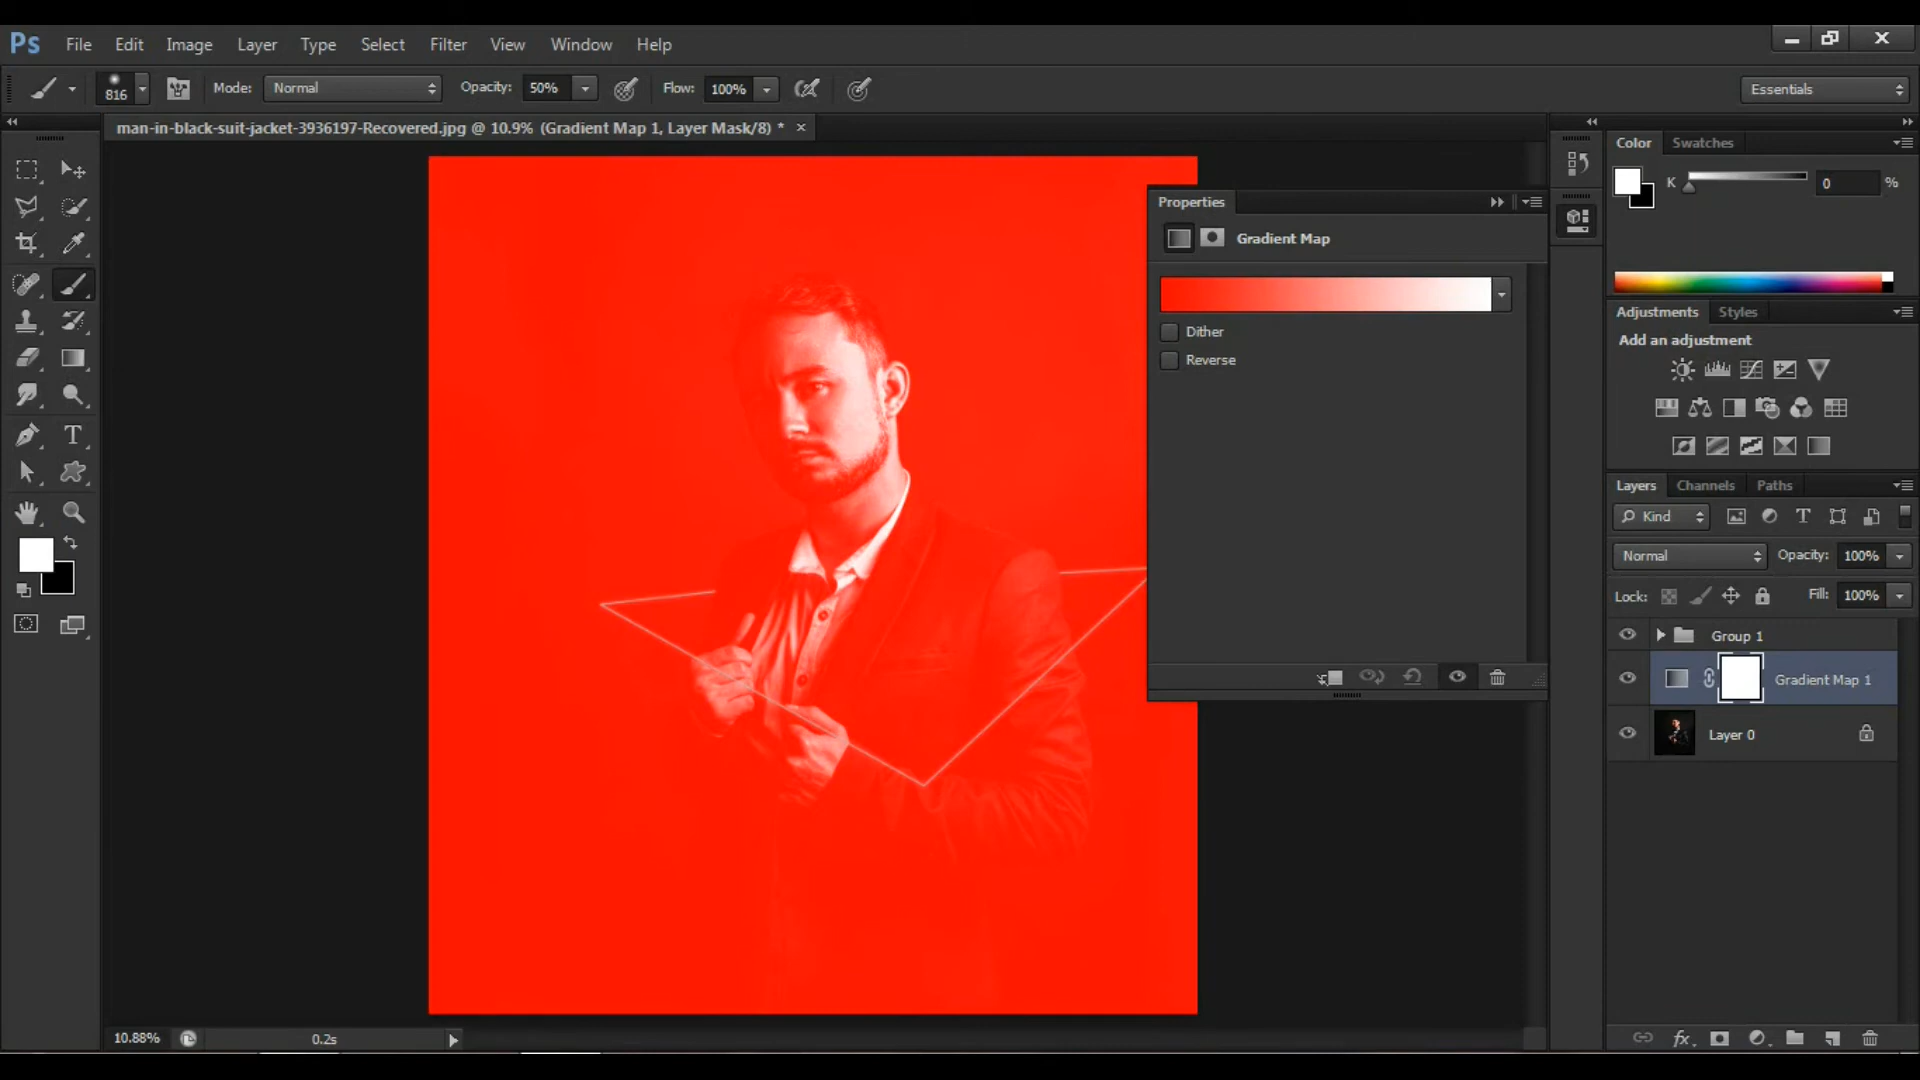 Ps File Edit Image Layer Type Select Filter View Window Help
816 Mode: Normal Opacity: 50% Flow: 100% Essentials
man-in-black-suit-jacket-3936197-Recovered.jpg @ 10.9% (Gradient Map 1, Layer Mask/8) * ×
Color Swatches
K 0 %
Properties
Gradient Map
Dither
Reverse
Adjustments Styles
Add an adjustment
Layers Channels Paths
Kind
Normal Opacity: 100%
Lock: Fill: 100%
Group 1
Gradient Map 1
Layer 0
10.88% 0.2s